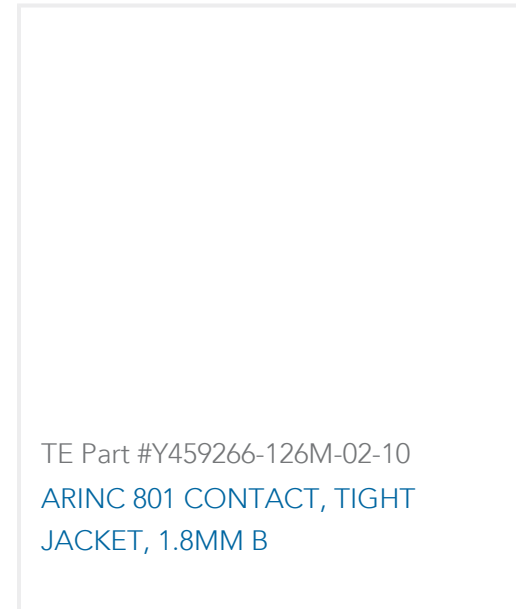 TE Part #Y459266-126M-02-10
ARINC 801 CONTACT, TIGHT
JACKET, 1.8MM B